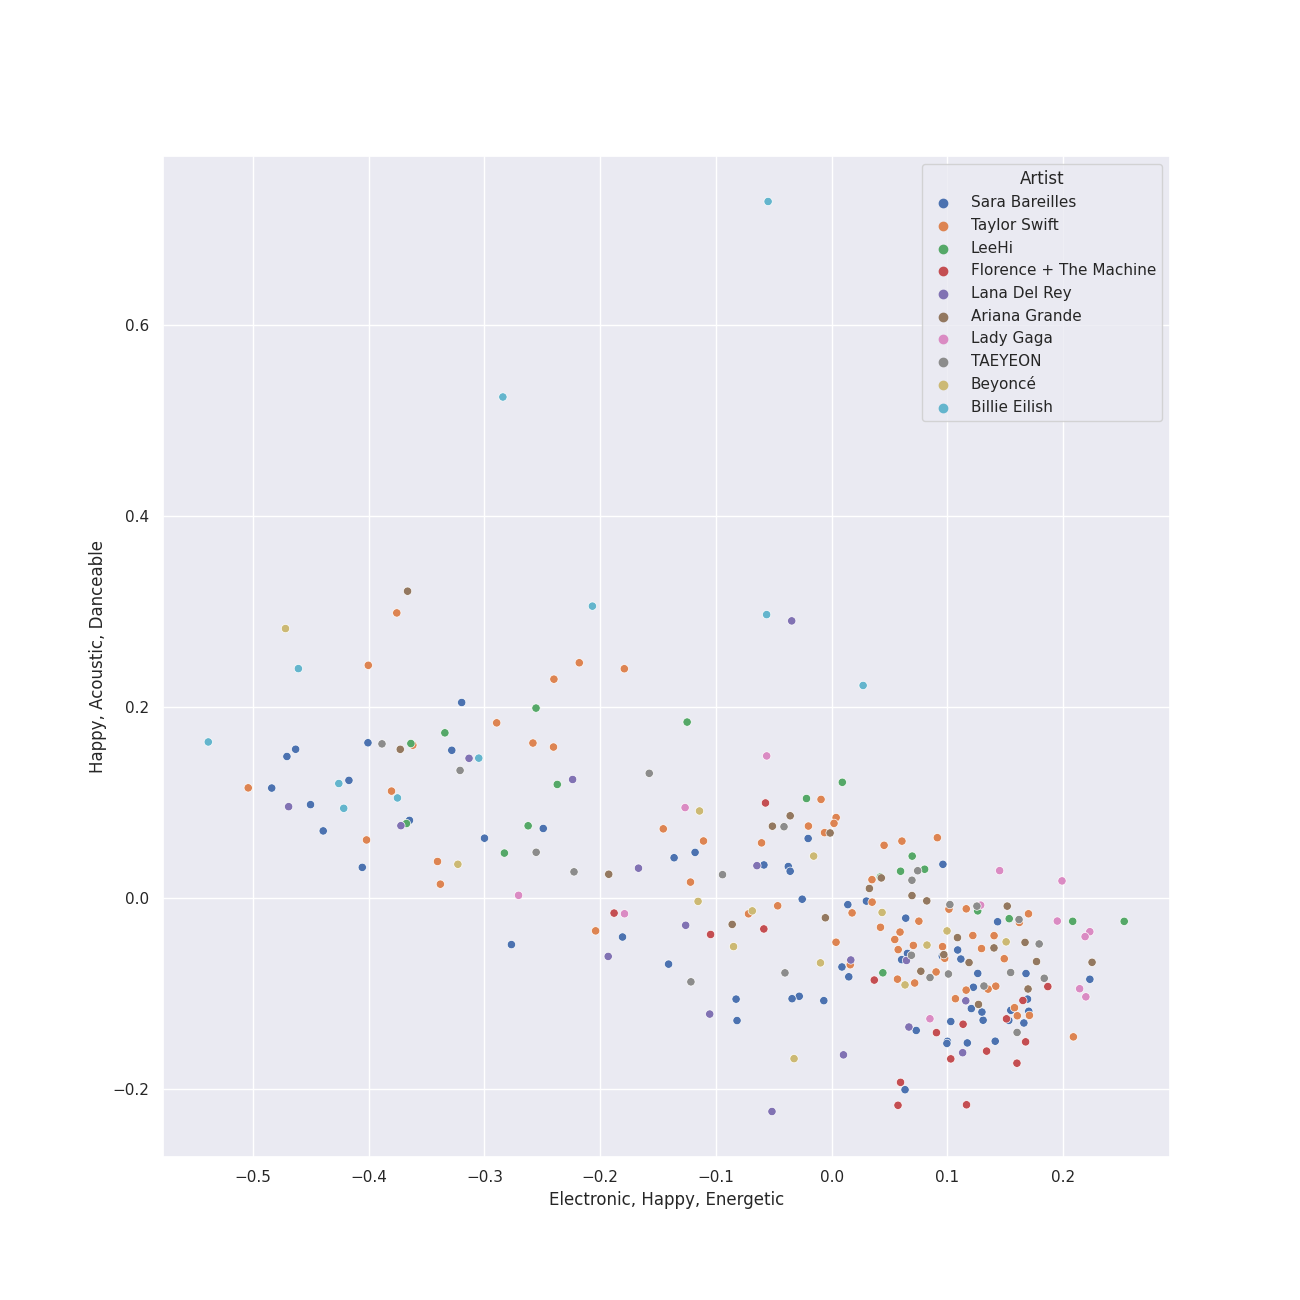 Artist
Sara Bareilles
Taylor Swift
LeeHi
Florence + The Machine
Lana Del Rey
Ariana Grande
Lady Gaga
TAEYEON
Beyoncé
Billie Eilish
Happy, Acoustic, Danceable
0.6
0.4
0.2
0.0
−0.2
−0.5 −0.4 −0.3 −0.2 −0.1 0.0 0.1 0.2
Electronic, Happy, Energetic